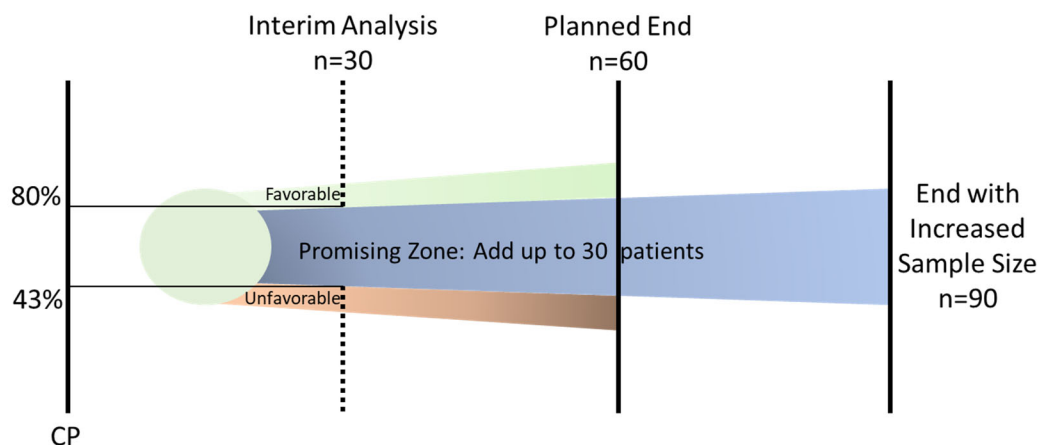 Interim Analysis
n=30
Planned End
n=60
80%
Favorable
Promising Zone: Add up to 30 patients
43%
Unfavorable
End with
Increased
Sample Size
n=90
CP